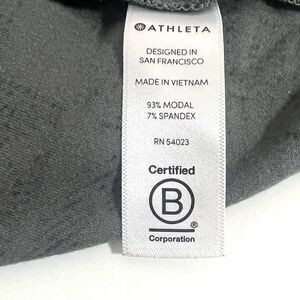 ATHLETA
DESIGNED IN
SAN FRANCISCO
MADE IN VIETNAM
93% MODAL
7% SPANDEX
RN 54023
Certified
B
®
Corporation